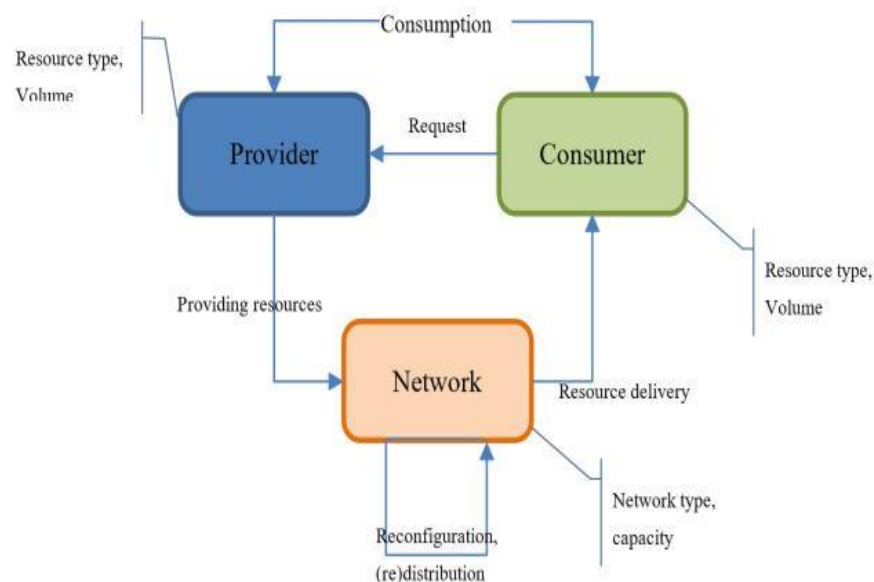 Consumption
Resource type,
Volume
Request
Provider
Consumer
Resource type,
Volume
Providing resources
Network
Resource delivery
Network type,
capacity
Reconfiguration,
(re)distribution